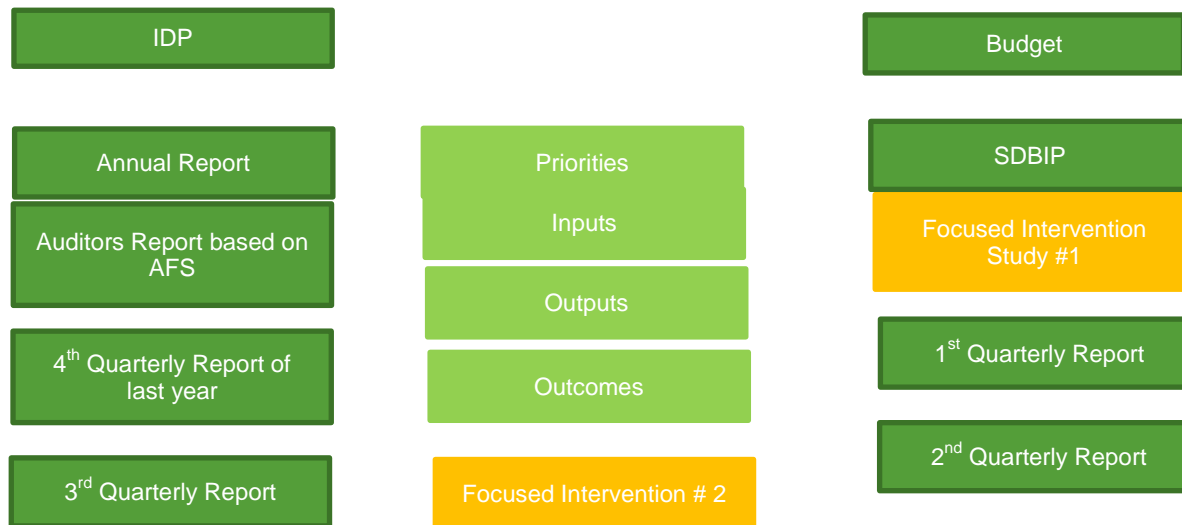 IDP
Budget
Annual Report
Priorities
SDBIP
Inputs
Auditors Report based on
AFS
Focused Intervention
Study #1
Outputs
4th Quarterly Report of
last year
Outcomes
1st Quarterly Report
2nd Quarterly Report
3rd Quarterly Report
Focused Intervention # 2